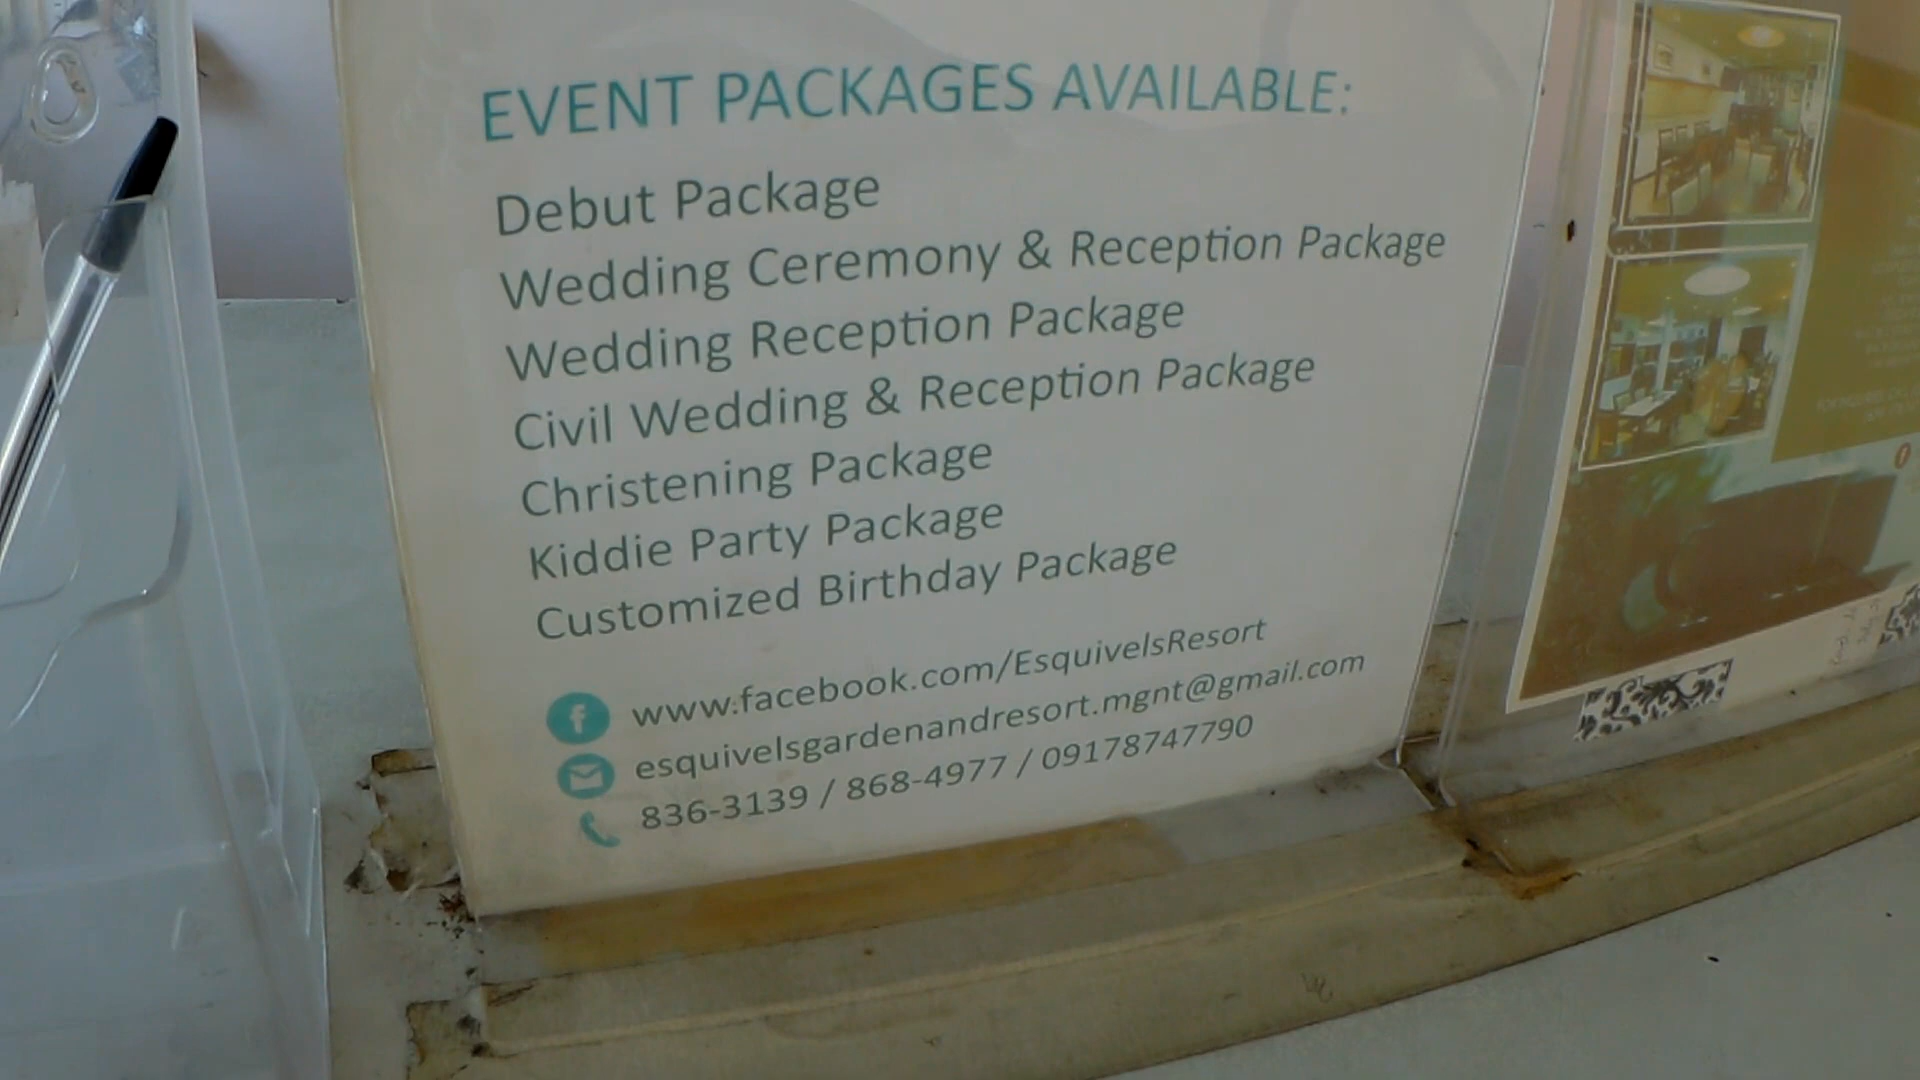 EVENT PACKAGES AVAILABLE:
Debut Package
Wedding Ceremony & Reception Package
Wedding Reception Package
Civil Wedding & Reception Package
Christening Package
Kiddie Party Package
Customized Birthday Package
www.facebook.com/EsquivelsResort
esquivelsgardenandresort.mgnt@gmail.com
836-3139 / 868-4977 / 09178747790